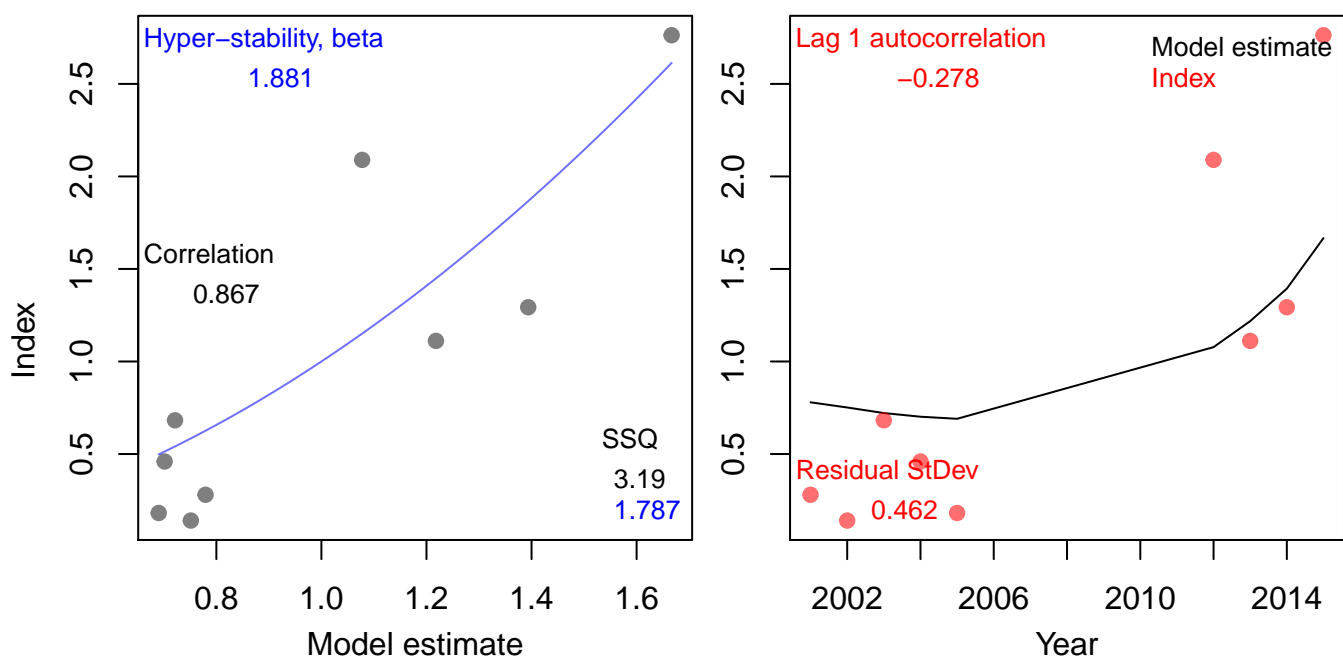 Hyper−stability, beta
1.881
Correlation
0.867
SSQ
3.19
1.787
Index
2.5
2.0
1.5
1.0
0.5
0.8 1.0 1.2 1.4 1.6
Model estimate
Lag 1 autocorrelation
−0.278
Model estimate
Index
Residual StDev
0.462
2.5
2.0
1.5
1.0
0.5
2002 2006 2010 2014
Year